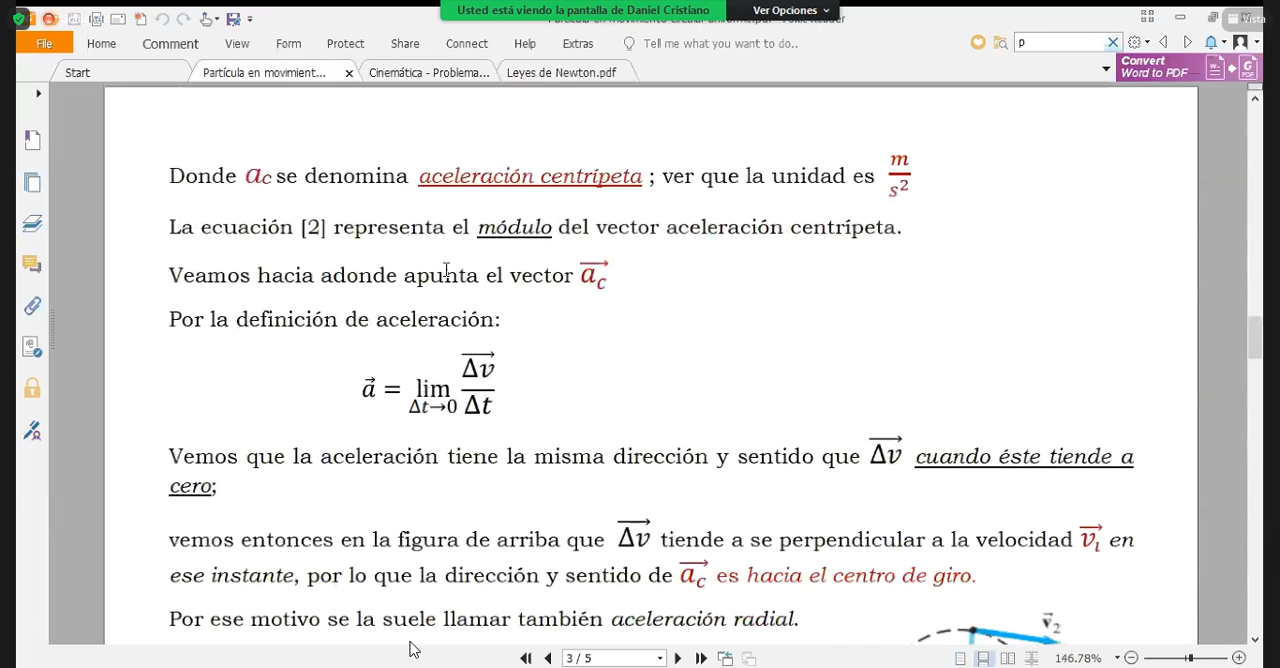 Usted está viendo la pantalla de Daniel Cristiano
Ver Opciones
Vista
File Home Comment View Form Protect Share Connect Help Extras Tell me what you want to do.. p
Start Partícula en movimient... Cinemática - Problema... Leyes de Newton.pdf
Convert
Word to PDF
Donde a_c se denomina aceleración centrípeta ; ver que la unidad es m/s²
La ecuación [2] representa el módulo del vector aceleración centrípeta.
Veamos hacia adonde apunta el vector a⃗_c
Por la definición de aceleración:
a⃗ = lim Δt→0 Δv⃗/Δt
Vemos que la aceleración tiene la misma dirección y sentido que Δv⃗ cuando éste tiende a
cero;
vemos entonces en la figura de arriba que Δv⃗ tiende a se perpendicular a la velocidad v⃗_ι en
ese instante, por lo que la dirección y sentido de a⃗_c es hacia el centro de giro.
Por ese motivo se la suele llamar también aceleración radial.
v⃗₂
3 / 5
146.78%